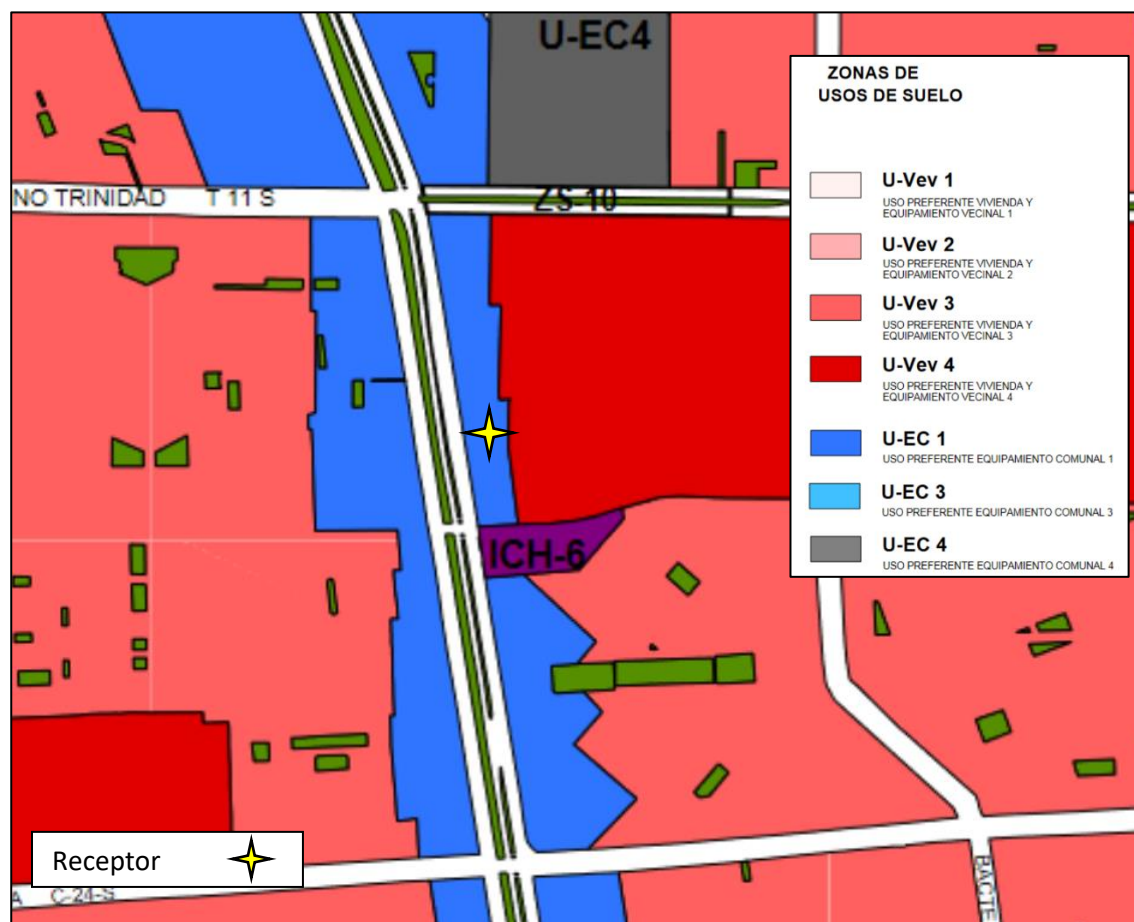 U-EC4
ZONAS DE
USOS DE SUELO
U-Vev 1
USO PREFERENTE VIVIENDA Y
EQUIPAMIENTO VECINAL 1
U-Vev 2
USO PREFERENTE VIVIENDA Y
EQUIPAMIENTO VECINAL 2
U-Vev 3
USO PREFERENTE VIVIENDA Y
EQUIPAMIENTO VECINAL 3
U-Vev 4
USO PREFERENTE VIVIENDA Y
EQUIPAMIENTO VECINAL 4
U-EC 1
USO PREFERENTE EQUIPAMIENTO COMUNAL 1
U-EC 3
USO PREFERENTE EQUIPAMIENTO COMUNAL 3
U-EC 4
USO PREFERENTE EQUIPAMIENTO COMUNAL 4
NO TRINIDAD T 11 S
ZS-10
ICH-6
Receptor
A C-24-S
BACTE